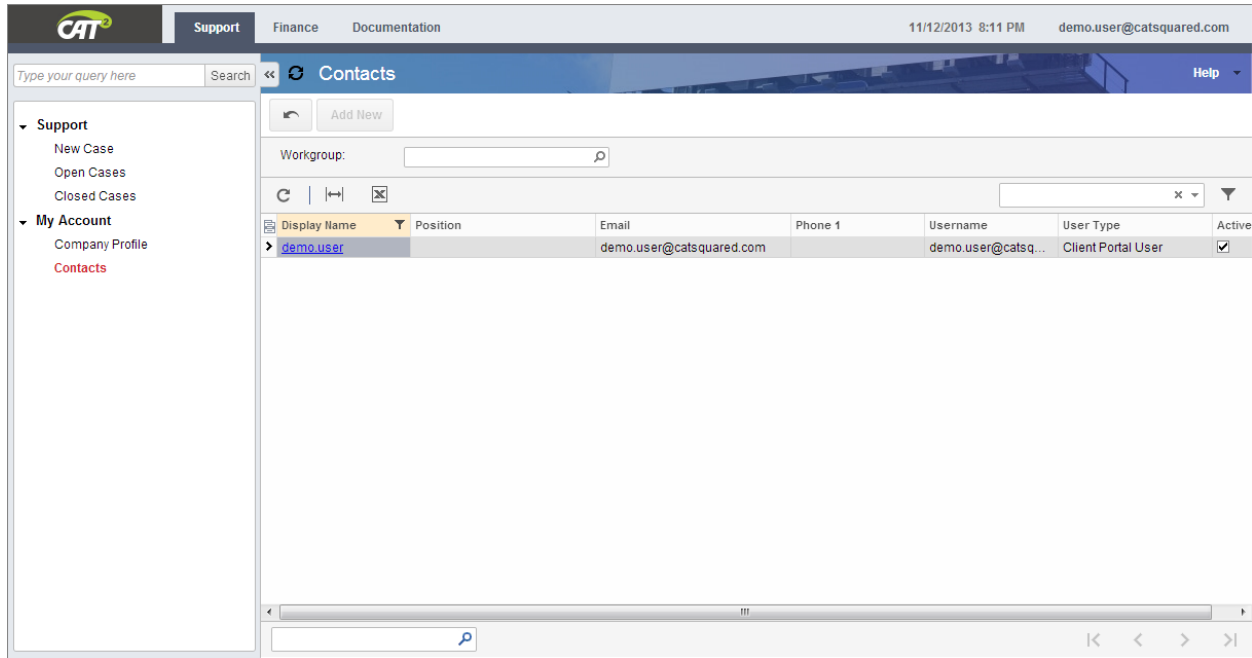 CAT² Support Finance Documentation 11/12/2013 8:11 PM demo.user@catsquared.com
Type your query here Search Contacts Help
Support
New Case
Open Cases
Closed Cases
My Account
Company Profile
Contacts
Add New
Workgroup:
Display Name Position Email Phone 1 Username User Type Active
demo.user demo.user@catsquared.com demo.user@catsq... Client Portal User